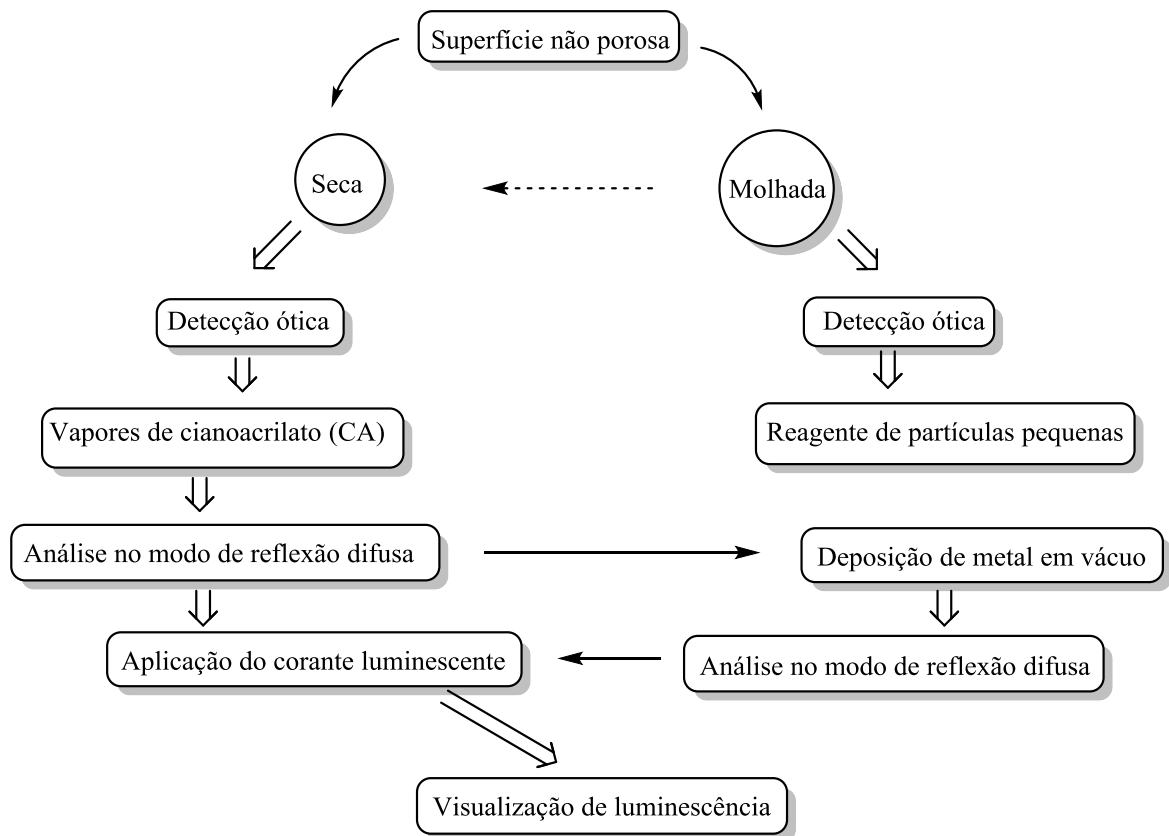 Superfície não porosa
Seca
Molhada
Detecção ótica
Detecção ótica
Vapores de cianoacrilato (CA)
Reagente de partículas pequenas
Análise no modo de reflexão difusa
Deposição de metal em vácuo
Aplicação do corante luminescente
Análise no modo de reflexão difusa
Visualização de luminescência